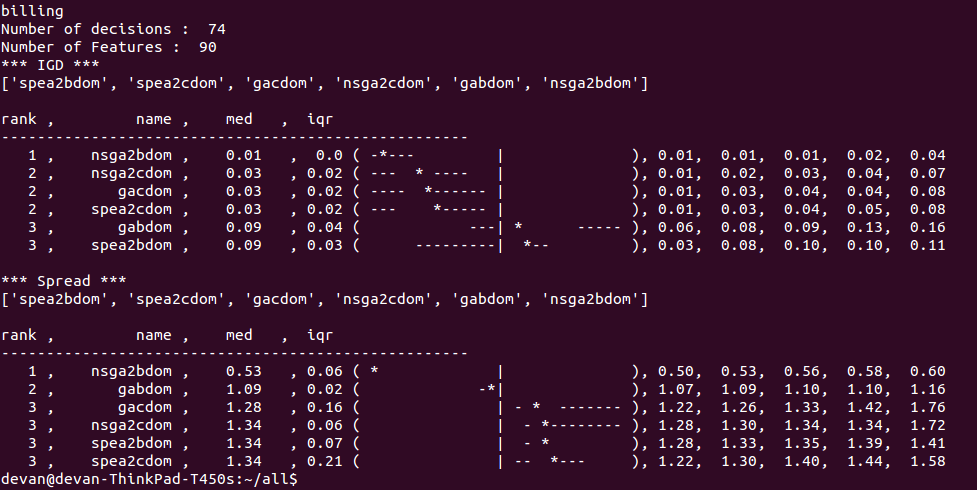 billing
Number of decisions :  74
Number of Features :  90
*** IGD ***
['spea2bdom', 'spea2cdom', 'gacdom', 'nsga2cdom', 'gabdom', 'nsga2bdom']
rank ,         name ,    med   ,  iqr
----------------------------------------------------
   1 ,    nsga2bdom ,    0.01   ,  0.0 ( -*---         |              ), 0.01,  0.01,  0.01,  0.02,  0.04
   2 ,    nsga2cdom ,    0.03   , 0.02 ( ---  * ----   |              ), 0.01,  0.02,  0.03,  0.04,  0.07
   2 ,       gacdom ,    0.03   , 0.02 ( ----  *------ |              ), 0.01,  0.03,  0.04,  0.04,  0.08
   2 ,    spea2cdom ,    0.03   , 0.02 ( ---    *----- |              ), 0.01,  0.03,  0.04,  0.05,  0.08
   3 ,       gabdom ,    0.09   , 0.04 (            ---| *      ----- ), 0.06,  0.08,  0.09,  0.13,  0.16
   3 ,    spea2bdom ,    0.09   , 0.03 (      ---------|  *--         ), 0.03,  0.08,  0.10,  0.10,  0.11
*** Spread ***
['spea2bdom', 'spea2cdom', 'gacdom', 'nsga2cdom', 'gabdom', 'nsga2bdom']
rank ,         name ,    med   ,  iqr
----------------------------------------------------
   1 ,    nsga2bdom ,    0.53   , 0.06 ( *             |              ), 0.50,  0.53,  0.56,  0.58,  0.60
   2 ,       gabdom ,    1.09   , 0.02 (             -*|              ), 1.07,  1.09,  1.10,  1.10,  1.16
   3 ,       gacdom ,    1.28   , 0.16 (               | - *  ------- ), 1.22,  1.26,  1.33,  1.42,  1.76
   3 ,    nsga2cdom ,    1.34   , 0.06 (               |  - *-------- ), 1.28,  1.30,  1.34,  1.34,  1.72
   3 ,    spea2bdom ,    1.34   , 0.07 (               |  - *         ), 1.28,  1.33,  1.35,  1.39,  1.41
   3 ,    spea2cdom ,    1.34   , 0.21 (               | --  *---     ), 1.22,  1.30,  1.40,  1.44,  1.58
devan@devan-ThinkPad-T450s:~/all$